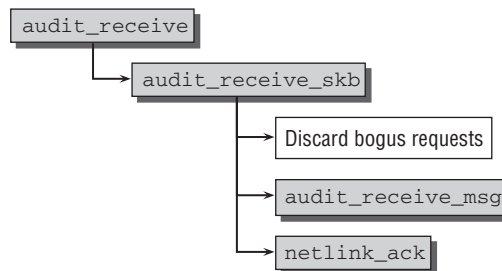 audit_receive
audit_receive_skb
Discard bogus requests
audit_receive_msg
netlink_ack